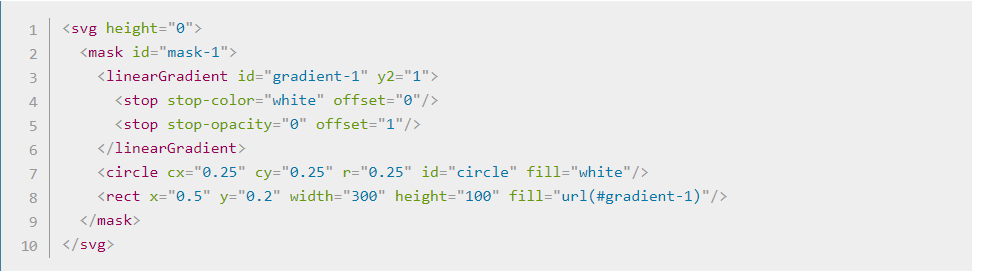 1 <svg height="0">
2 <mask id="mask-1">
3 <linearGradient id="gradient-1" y2="1">
4 <stop stop-color="white" offset="0"/>
5 <stop stop-opacity="0" offset="1"/>
6 </linearGradient>
7 <circle cx="0.25" cy="0.25" r="0.25" id="circle" fill="white"/>
8 <rect x="0.5" y="0.2" width="300" height="100" fill="url(#gradient-1)"/>
9 </mask>
10 </svg>